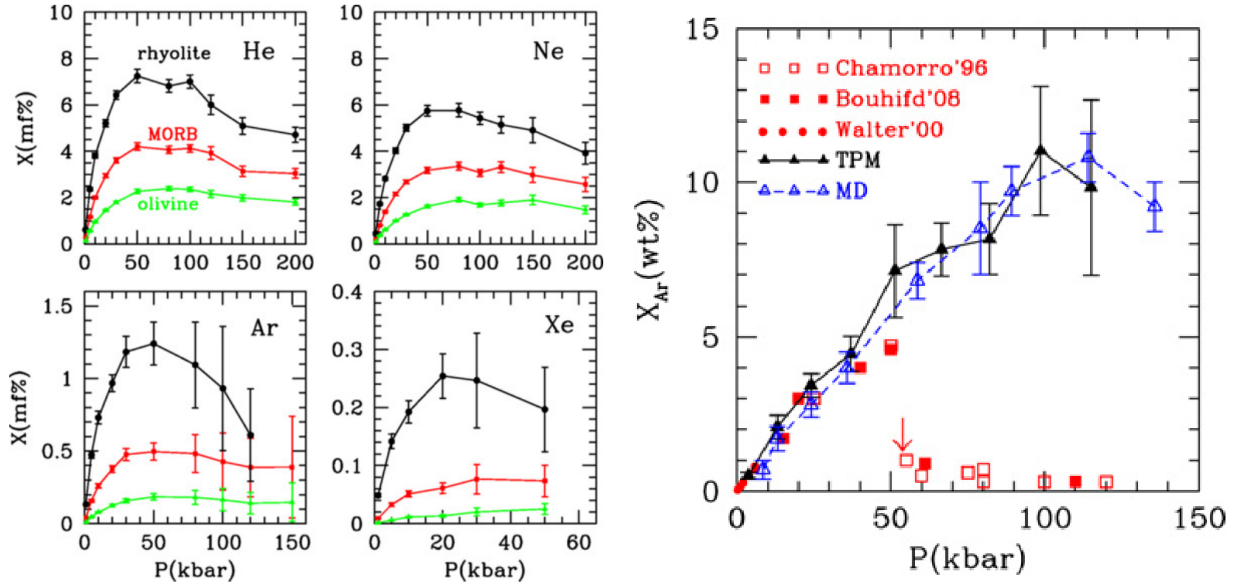 He
rhyolite
MORB
olivine
X(mf%)
0
2
4
6
8
10
0 50 100 150 200
Ne
0
2
4
6
8
10
0 50 100 150 200
Ar
X(mf%)
0
0.5
1
1.5
0 50 100 150
P(kbar)
Xe
0
0.1
0.2
0.3
0.4
0 20 40 60
P(kbar)
Chamorro'96
Bouhifd'08
Walter'00
TPM
MD
X_Ar(wt%)
0
5
10
15
0 50 100 150
P(kbar)